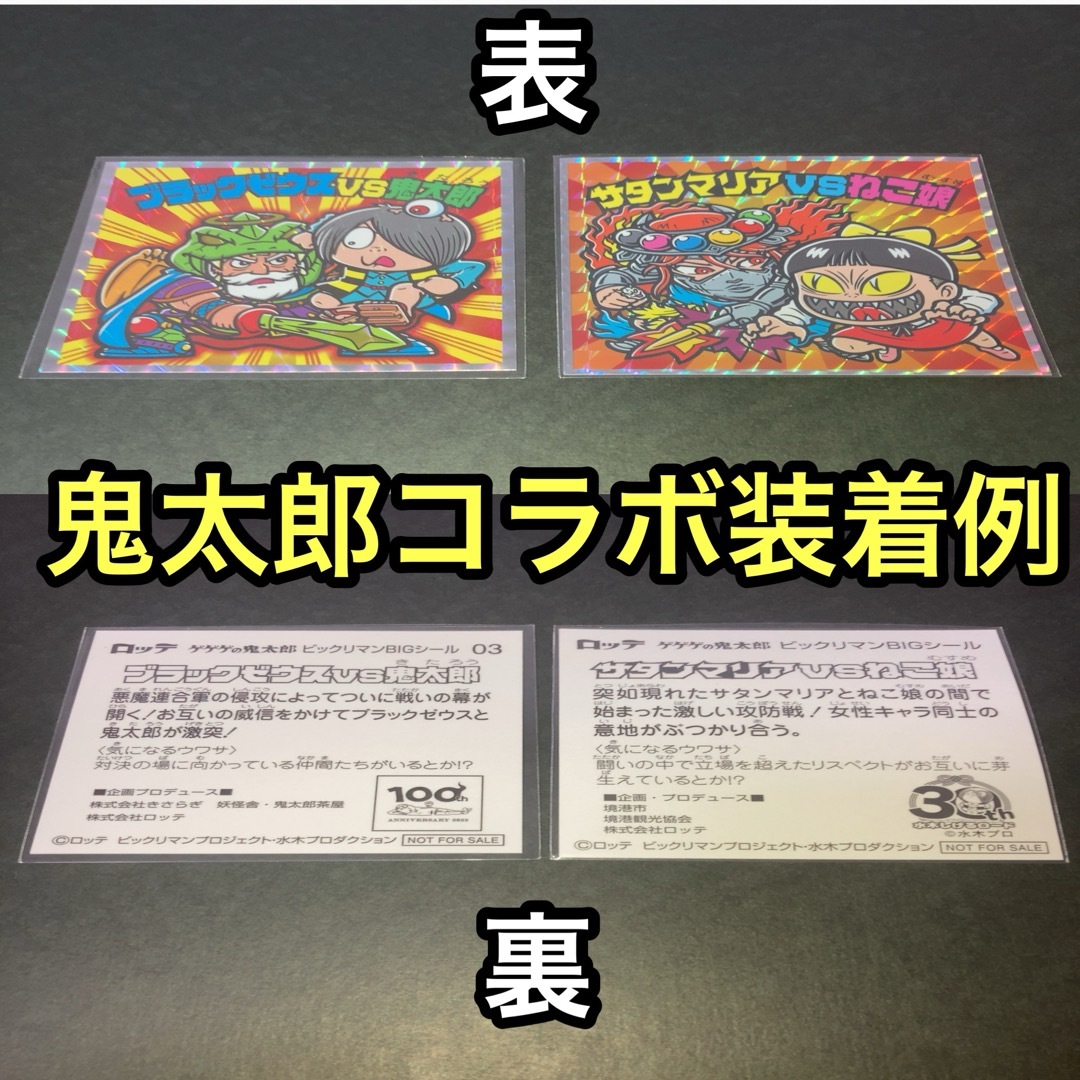 表
ブラックゼウスVS鬼太郎
サタンマリアVSねこ娘
鬼太郎コラボ装着例
ロッテ ゲゲゲの鬼太郎 ビックリマンBIGシール 03
ブラックゼウスVS鬼太郎
悪魔連合軍の侵攻によってついに戦いの幕が
開く!お互いの威信をかけてブラックゼウスと
鬼太郎が激突!
〈気になるウワサ〉
対決の場に向かっている仲間たちがいるとか!?
■企画・プロデュース■
株式会社きさらぎ 妖怪舎・鬼太郎茶屋
株式会社ロッテ
100th
ANNIVERSARY 2022
©ロッテ ビックリマンプロジェクト・水木プロダクション NOT FOR SALE
ロッテ ゲゲゲの鬼太郎 ビックリマンBIGシール
サタンマリアVSねこ娘
突如現れたサタンマリアとねこ娘の間で
始まった激しい攻防戦!女性キャラ同士の
意地がぶつかり合う。
〈気になるウワサ〉
闘いの中で立場を超えたリスペクトがお互いに芽
生えているとか!?
■企画・プロデュース■
境港市
境港観光協会
株式会社ロッテ
30th
水木しげるロード
©水木プロ
©ロッテ ビックリマンプロジェクト・水木プロダクション NOT FOR SALE
裏